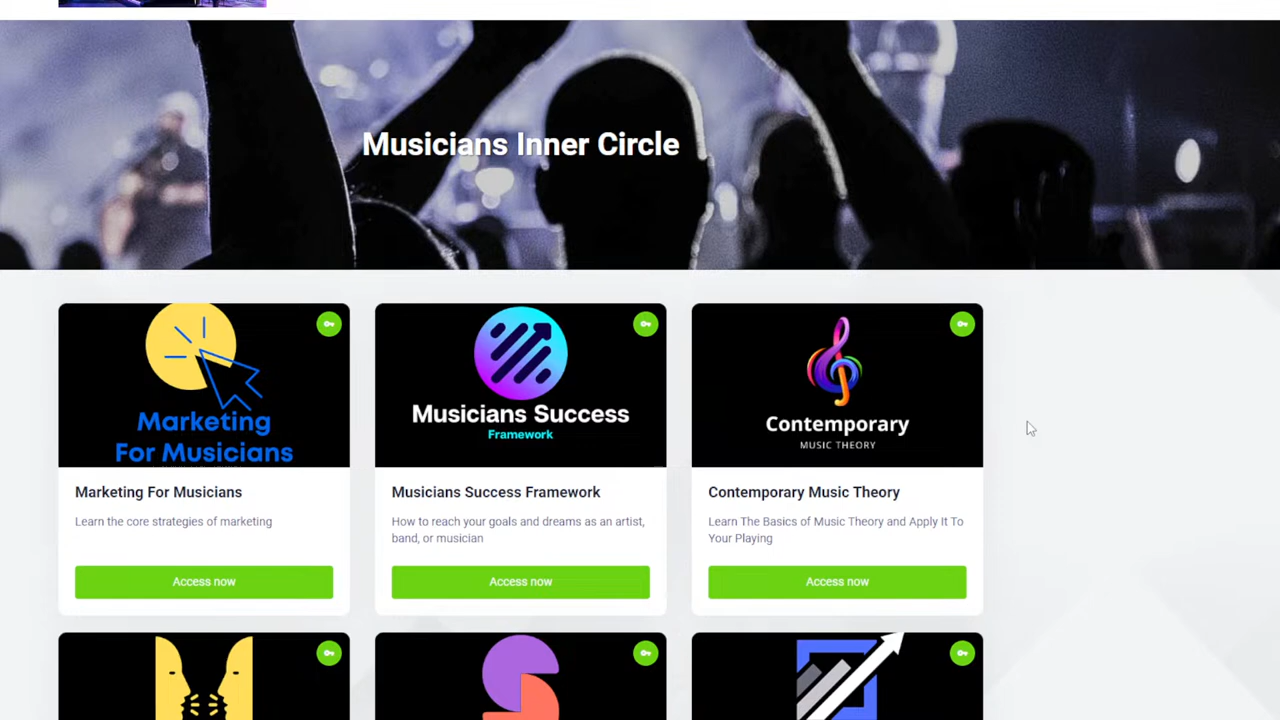 Musicians Inner Circle
Marketing
For Musicians
Musicians Success
Framework
Contemporary
MUSIC THEORY
Marketing For Musicians
Learn the core strategies of marketing
Access now
Musicians Success Framework
How to reach your goals and dreams as an artist,
band, or musician
Access now
Contemporary Music Theory
Learn The Basics of Music Theory and Apply It To
Your Playing
Access now